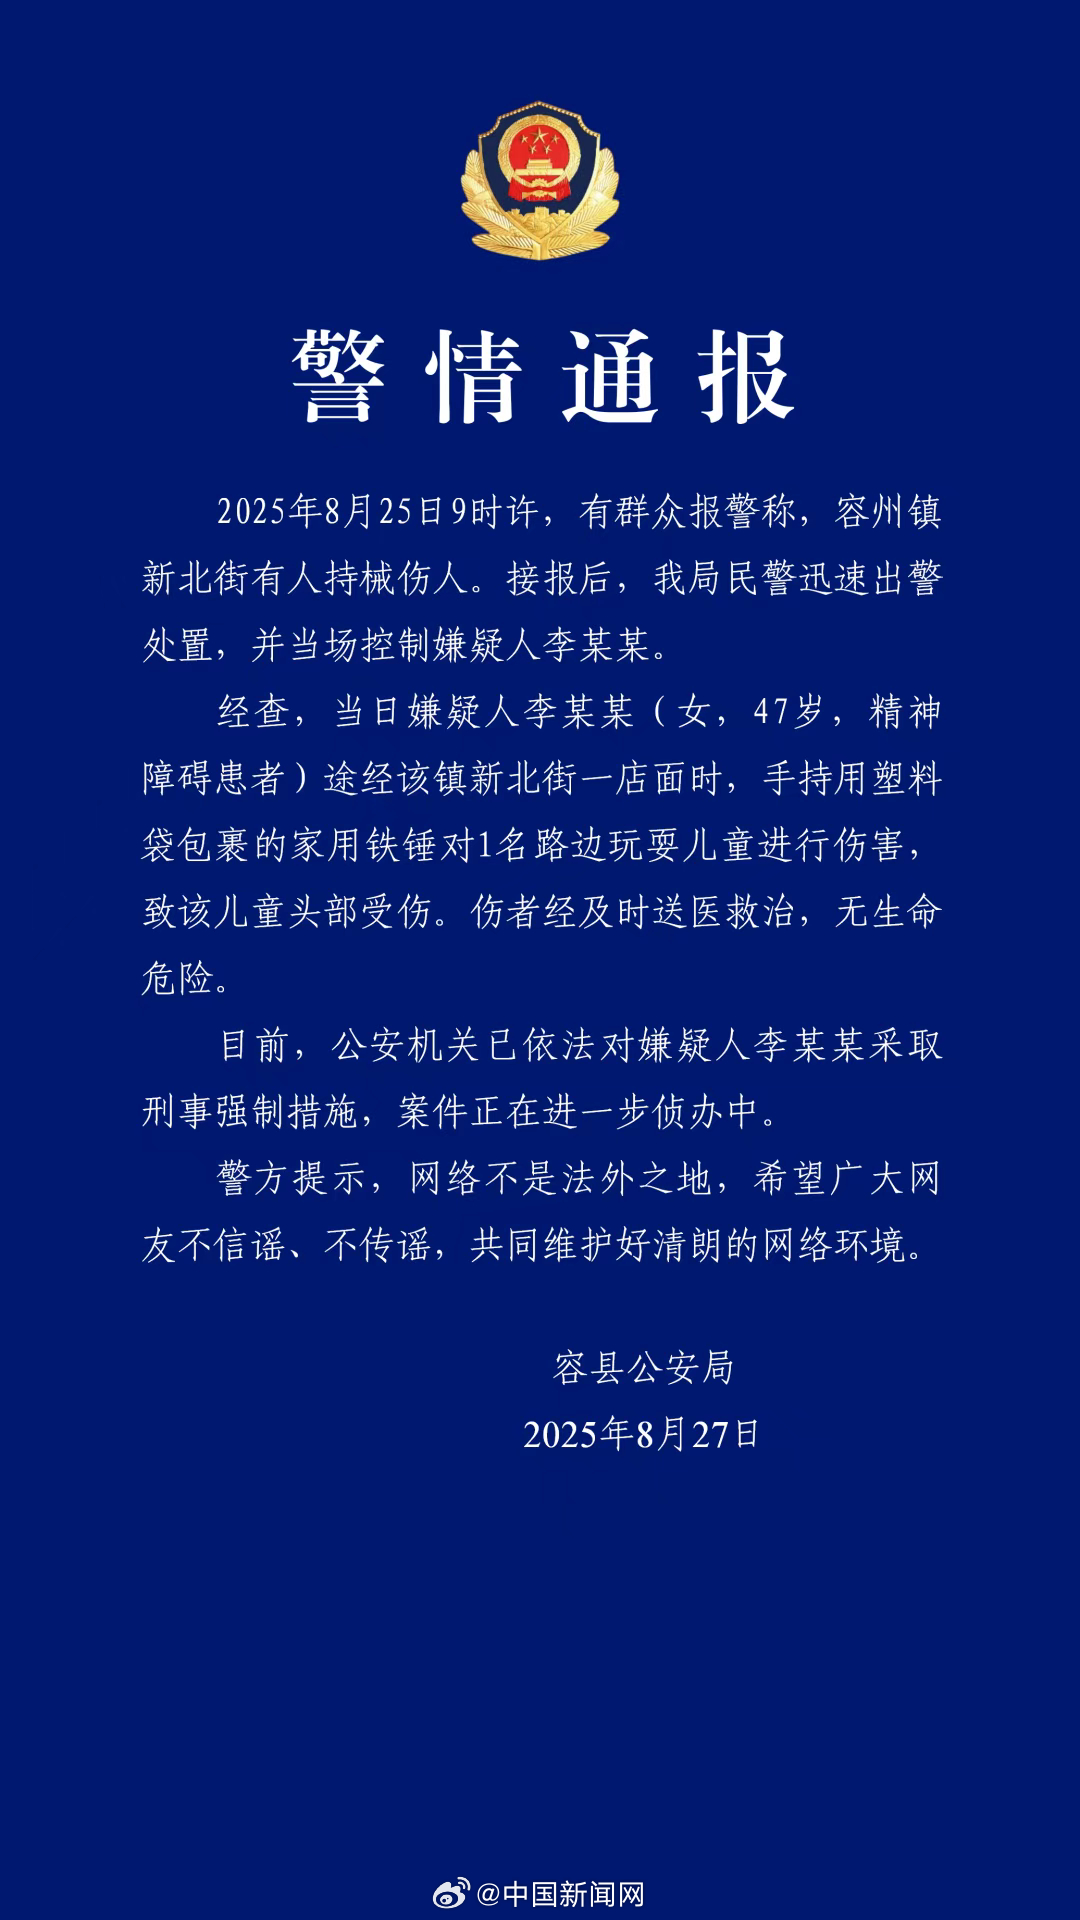 警情通报
2025年8月25日9时许，有群众报警称，容州镇
新北街有人持械伤人。接报后，我局民警迅速出警
处置，并当场控制嫌疑人李某某。
经查，当日嫌疑人李某某（女，47岁，精神
障碍患者）途经该镇新北街一店面时，手持用塑料
袋包裹的家用铁锤对1名路边玩耍儿童进行伤害，
致该儿童头部受伤。伤者经及时送医救治，无生命
危险。
目前，公安机关已依法对嫌疑人李某某采取
刑事强制措施，案件正在进一步侦办中。
警方提示，网络不是法外之地，希望广大网
友不信谣、不传谣，共同维护好清朗的网络环境。
容县公安局
2025年8月27日
@中国新闻网